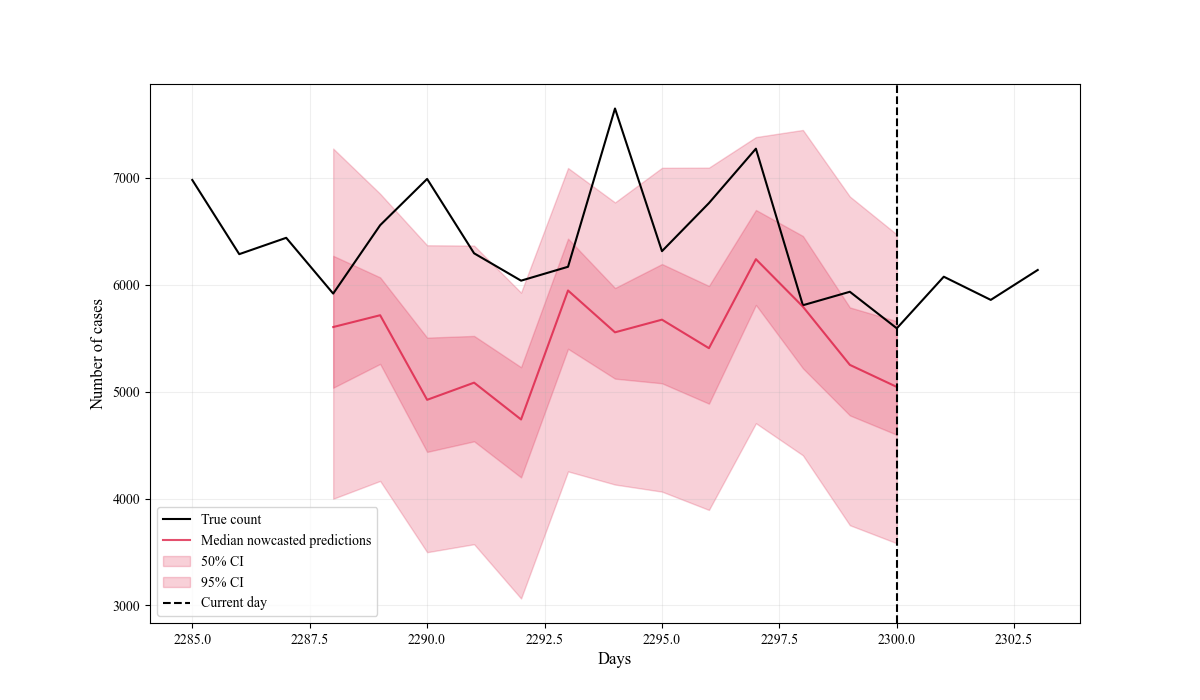 7000
6000
5000
4000
3000
Number of cases
True count
Median nowcasted predictions
50% CI
95% CI
Current day
2285.0 2287.5 2290.0 2292.5 2295.0 2297.5 2300.0 2302.5
Days